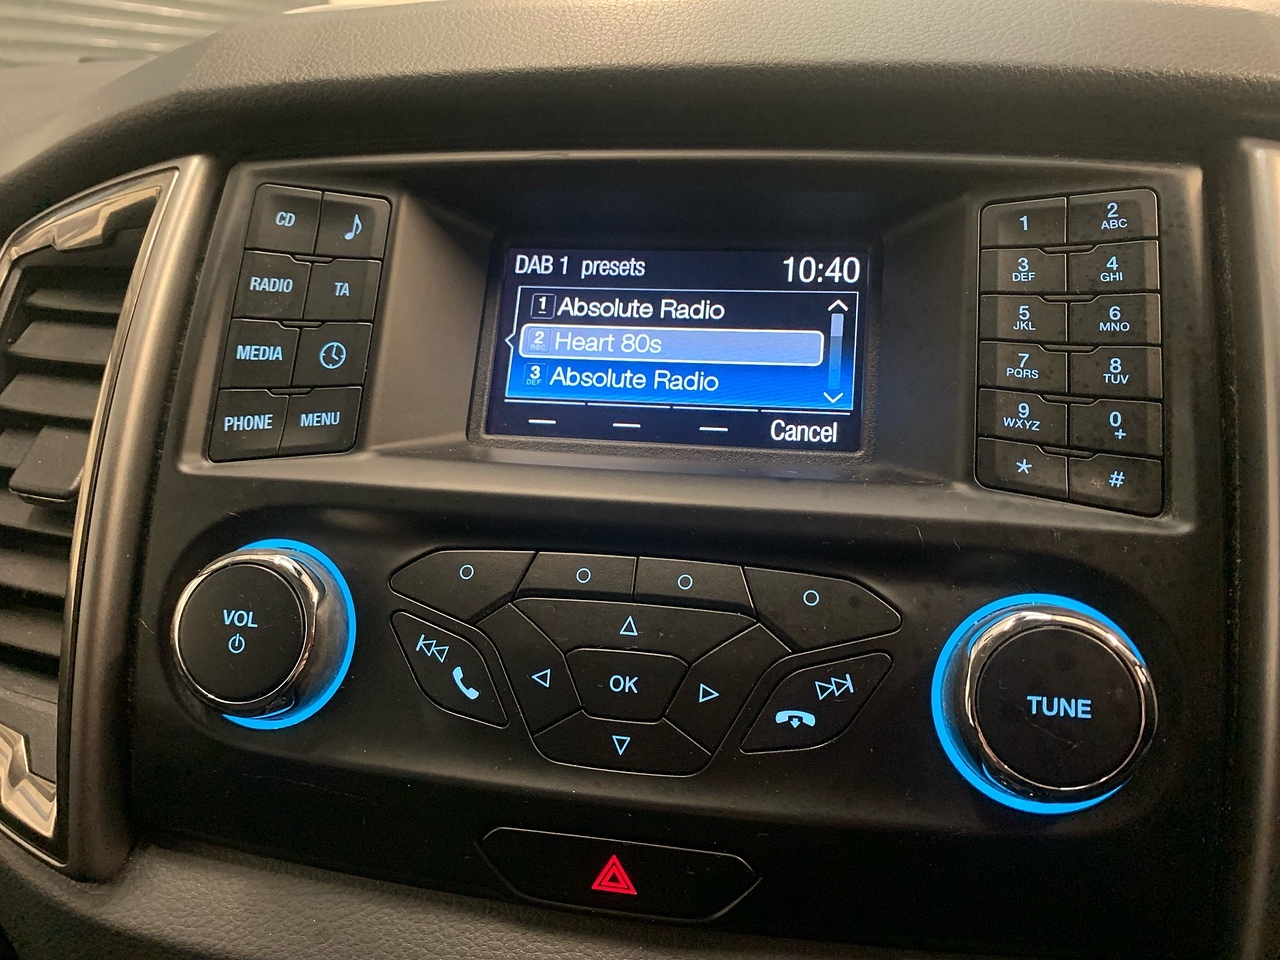 CD
RADIO TA
MEDIA
PHONE MENU
DAB 1 presets 10:40
1 Absolute Radio
2 ABC Heart 80s
3 DEF Absolute Radio
Cancel
1 2 ABC
3 DEF 4 GHI
5 JKL 6 MNO
7 PQRS 8 TUV
9 WXYZ 0 +
* #
VOL
OK
TUNE